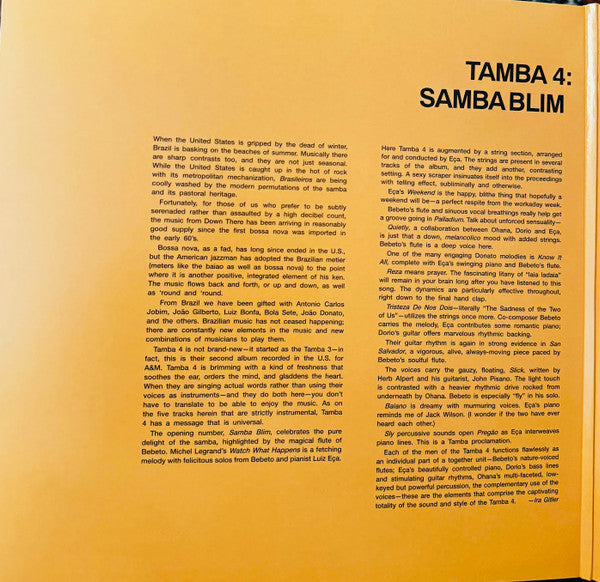 TAMBA 4:
SAMBA BLIM
When the United States is gripped by the dead of winter,
Brazil is basking on the beaches of summer. Musically there
are sharp contrasts too, and they are not just seasonal.
While the United States is caught up in the hot of rock
with its metropolitan mechanization, Brasileiros are being
coolly washed by the modern permutations of the samba
and its pastoral heritage.
Fortunately, for those of us who prefer to be subtly
serenaded rather than assaulted by a high decibel count,
the music from Down There has been arriving in reasonably
good supply since the first bossa nova was imported in
the early 60's.
Bossa nova, as a fad, has long since ended in the U.S.,
but the American jazzman has adopted the Brazilian metier
(meters like the baiao as well as bossa nova) to the point
where it is another positive, integrated element of his ken.
The music flows back and forth, or up and down, as well
as 'round and 'round.
From Brazil we have been gifted with Antonio Carlos
Jobim, João Gilberto, Luiz Bonfa, Bola Sete, João Donato,
and the others. Brazilian music has not ceased happening;
there are constantly new elements in the music and new
combinations of musicians to play them.
Tamba 4 is not brand-new—it started as the Tamba 3—in
fact, this is their second album recorded in the U.S. for
A&M. Tamba 4 is brimming with a kind of freshness that
soothes the ear, orders the mind, and gladdens the heart.
When they are singing actual words rather than using their
voices as instruments—and they do both here—you don't
have to translate to be able to enjoy the music. As on
the five tracks herein that are strictly instrumental, Tamba
4 has a message that is universal.
The opening number, Samba Blim, celebrates the pure
delight of the samba, highlighted by the magical flute of
Bebeto. Michel Legrand's Watch What Happens is a fetching
melody with felicitous solos from Bebeto and pianist Luiz Eça.
Here Tamba 4 is augmented by a string section, arranged
for and conducted by Eça. The strings are present in several
tracks of the album, and they add another, contrasting
setting. A sexy scraper insinuates itself into the proceedings
with telling effect, subliminally and otherwise.
Eça's Weekend is the happy, blithe thing that hopefully a
weekend will be—a perfect respite from the workday week.
Bebeto's flute and sinuous vocal breathings really help get
a groove going in Palladium. Talk about unforced sensuality—
Quietly, a collaboration between Ohana, Dorio and Eça,
is just that a down, melancolico mood with added strings.
Bebeto's flute is a deep voice here.
One of the many engaging Donato melodies is Know It
All, complete with Eça's swinging piano and Bebeto's flute.
Reza means prayer. The fascinating litany of "laia ladaia"
will remain in your brain long after you have listened to this
song. The dynamics are particularly effective throughout,
right down to the final hand clap.
Tristeza De Nos Dois—literally "The Sadness of the Two
of Us"—utilizes the strings once more. Co-composer Bebeto
carries the melody, Eça contributes some romantic piano;
Dorio's guitar offers marvelous rhythmic backing.
Their guitar rhythm is again in strong evidence in San
Salvador, a vigorous, alive, always-moving piece paced by
Bebeto's soulful flute.
The voices carry the gauzy, floating, Slick, written by
Herb Alpert and his guitarist, John Pisano. The light touch
is contrasted with a heavier rhythmic drive rocked from
underneath by Ohana. Bebeto is especially "fly" in his solo.
Baiano is dreamy with murmuring voices. Eça's piano
reminds me of Jack Wilson. (I wonder if the two have ever
heard each other.)
Sly percussive sounds open Pregão as Eça interweaves
piano lines. This is a Tamba proclamation.
Each of the men of the Tamba 4 functions flawlessly as
an individual part of a together unit—Bebeto's nature-voiced
flutes; Eça's beautifully controlled piano, Dorio's bass lines
and stimulating guitar rhythms, Ohana's multi-faceted, low-
keyed but powerful percussion, the complementary use of the
voices—these are the elements that comprise the captivating
totality of the sound and style of the Tamba 4. —Ira Gitler